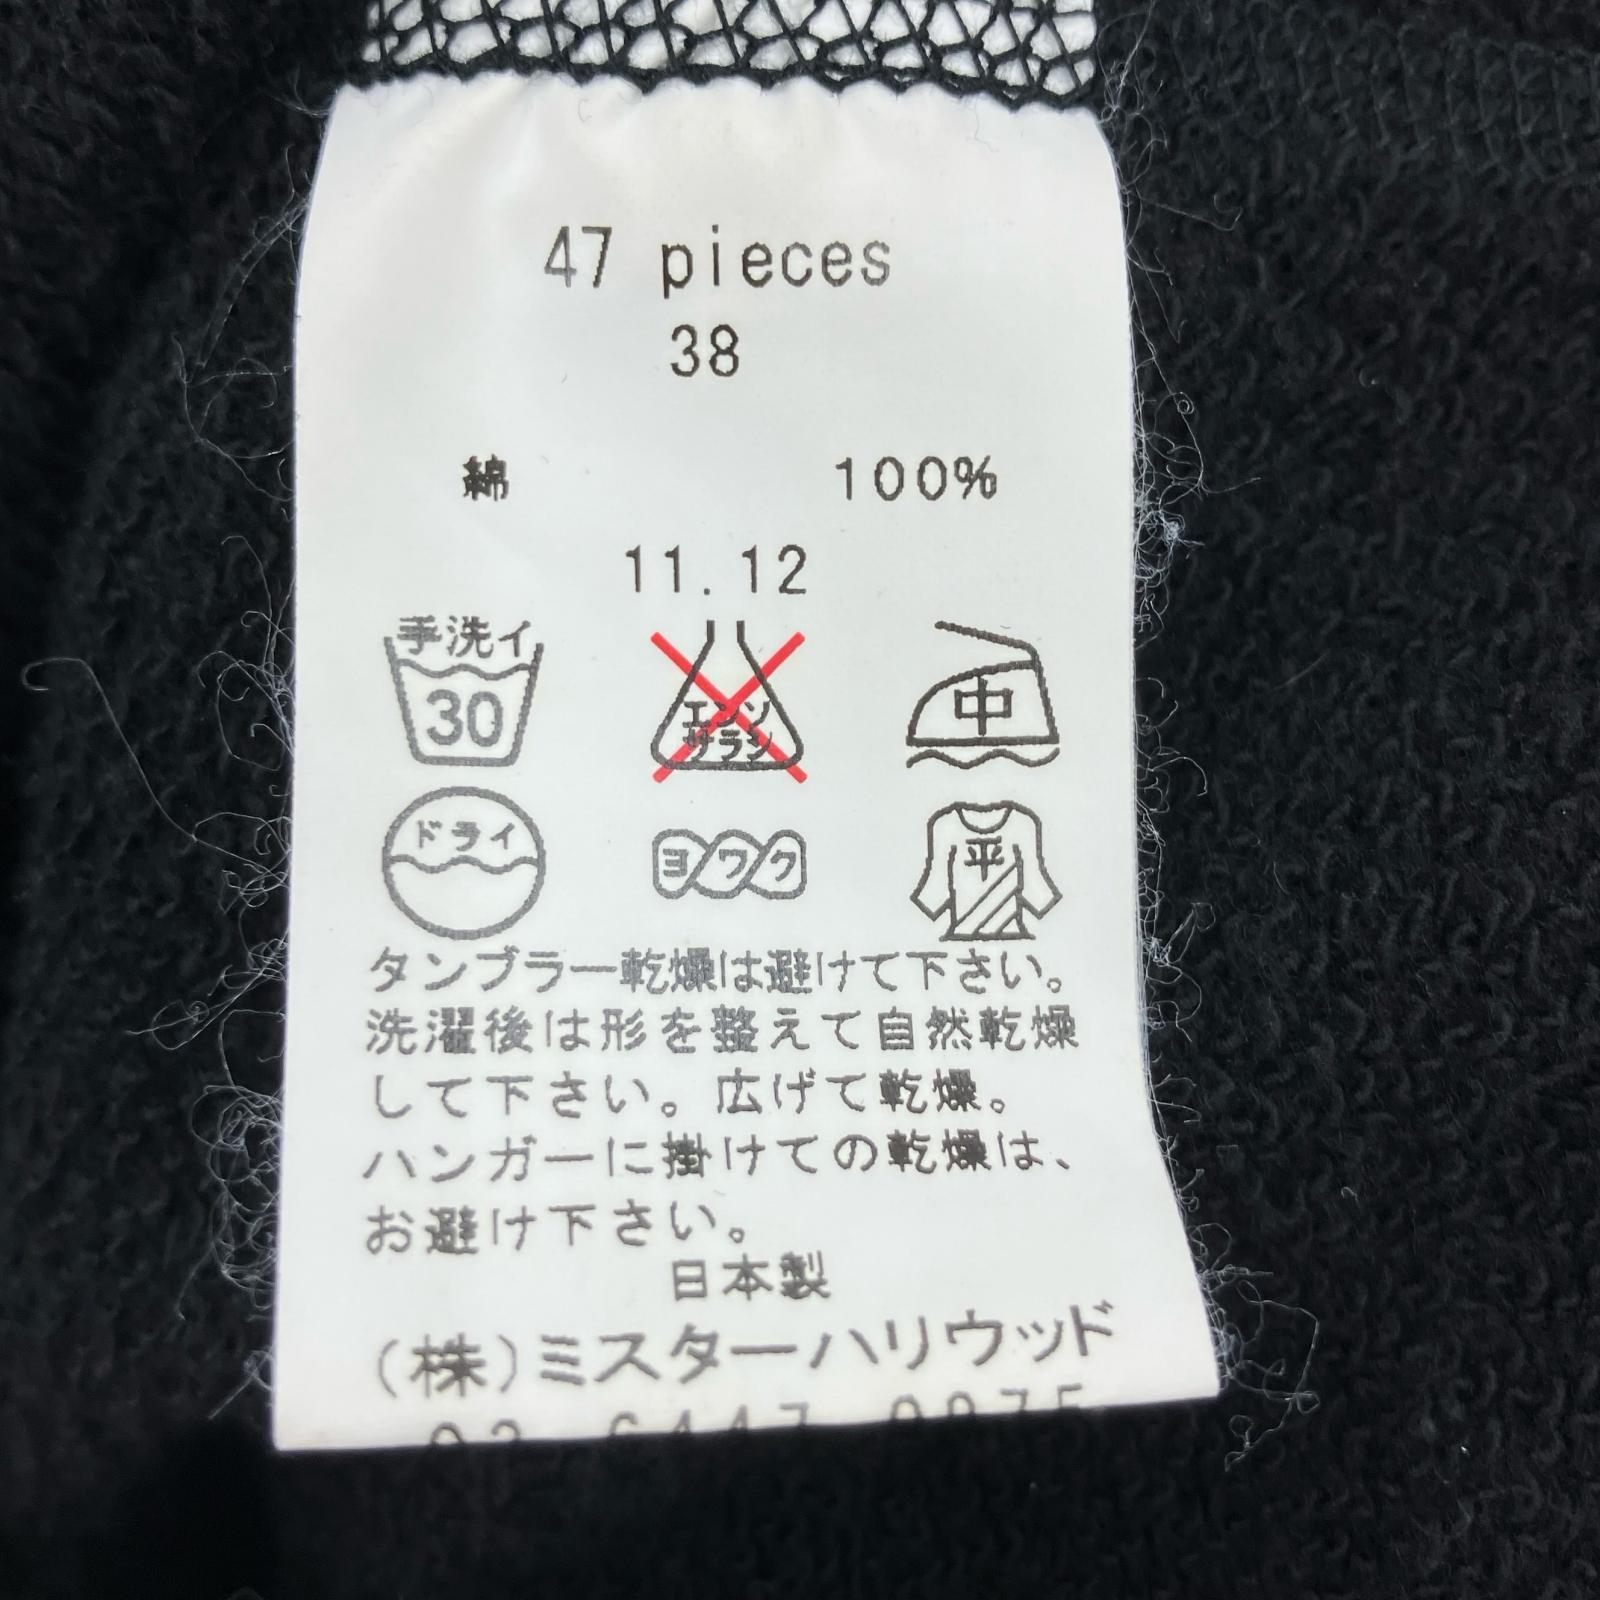 47 pieces
38
綿 100%
11.12
手洗イ
30
エンソ
サラシ
中
ドライ
ヨワク
平
タンブラー乾燥は避けて下さい。
洗濯後は形を整えて自然乾燥
して下さい。広げて乾燥。
ハンガーに掛けての乾燥は、
お避け下さい。
日本製
(株)ミスターハリウッド